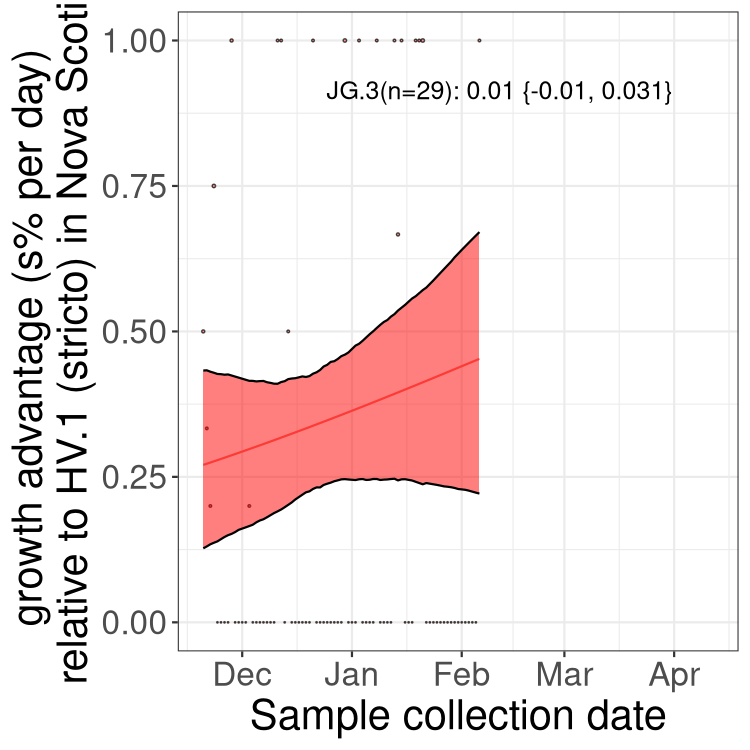 growth advantage (s% per day)
relative to HV.1 (stricto) in Nova Scoti
1.00
0.75
0.50
0.25
0.00
JG.3(n=29): 0.01 {-0.01, 0.031}
Dec Jan Feb Mar Apr
Sample collection date